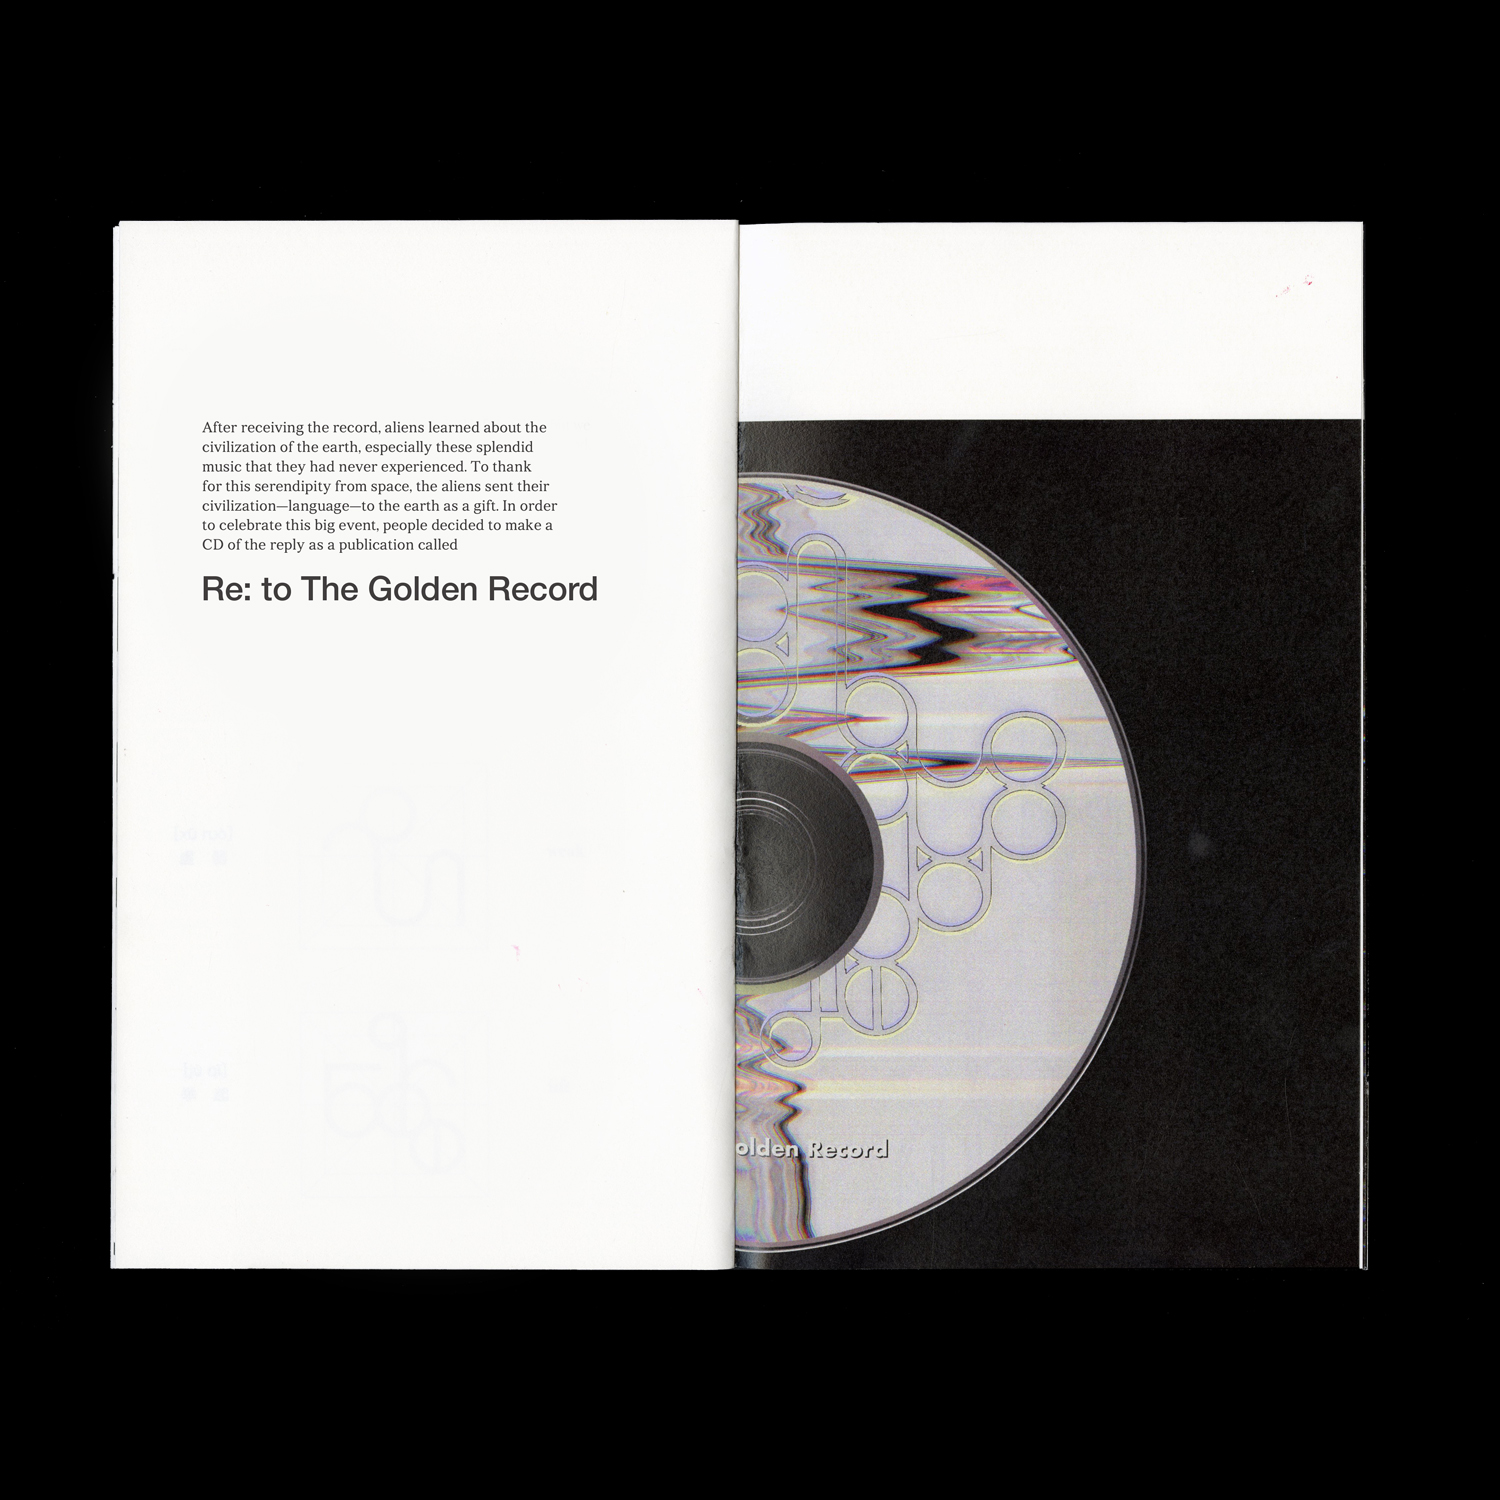 After receiving the record, aliens learned about the
civilization of the earth, especially these splendid
music that they had never experienced. To thank
for this serendipity from space, the aliens sent their
civilization—language—to the earth as a gift. In order
to celebrate this big event, people decided to make a
CD of the reply as a publication called
Re: to The Golden Record
olden Record